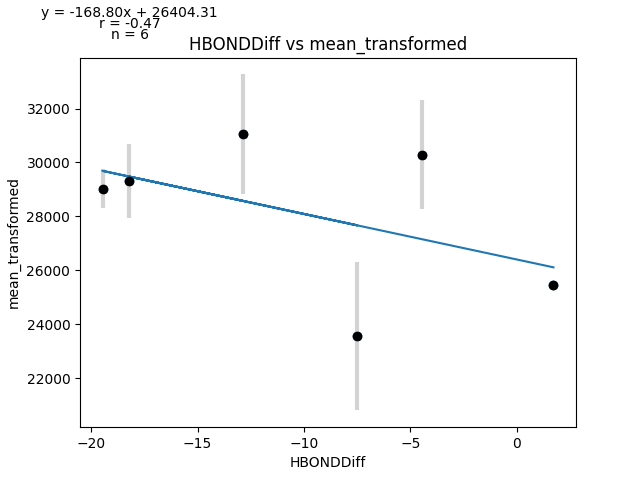 y = -168.80x + 26404.31
r = -0.47
n = 6
HBONDDiff vs mean_transformed
mean_transformed
32000
30000
28000
26000
24000
22000
−20
−15
−10
−5
0
HBONDDiff